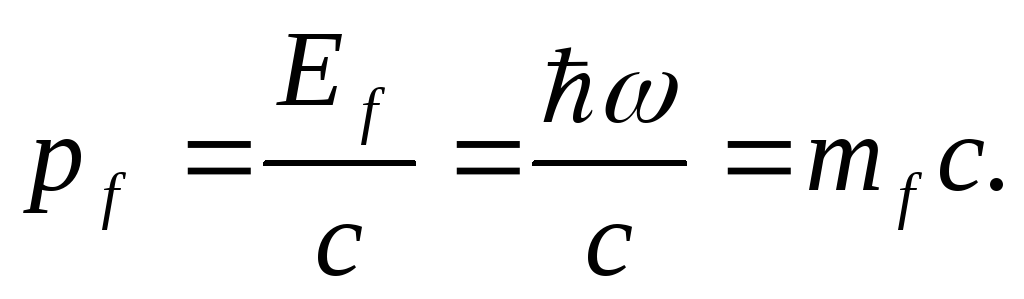 p_f = E_f/c = ħω/c = m_f c.